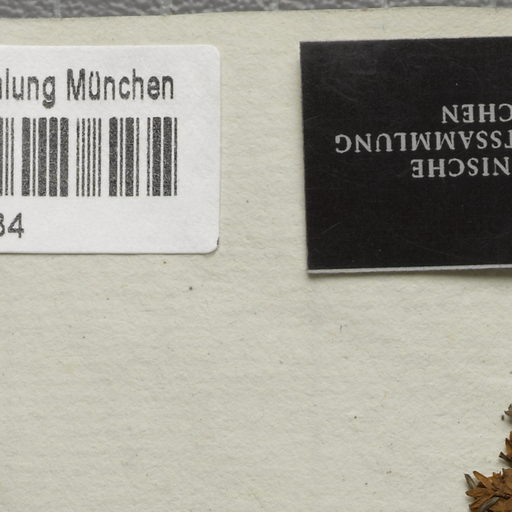 lung München
34
NISCHE
TSSAMMLUNG
CHEN